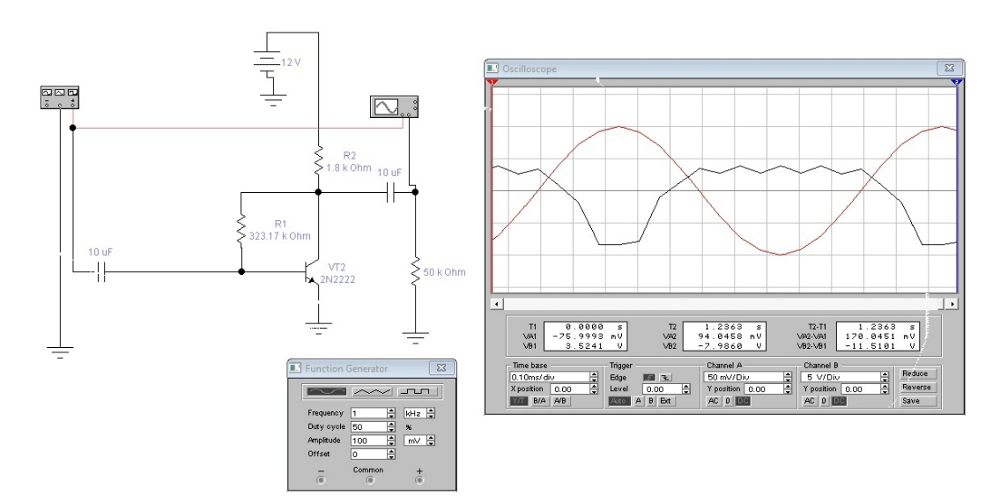 12 V
R2
1.8 k Ohm
10 uF
R1
323.17 k Ohm
10 uF
VT2
2N2222
50 k Ohm
Oscilloscope
1
2
T1 0.0000 s
VA1 -75.9993 mV
VB1 3.5241 V
T2 1.2363 s
VA2 94.0458 mV
VB2 -7.9860 V
T2-T1 1.2363 s
VA2-VA1 170.0451 mV
VB2-VB1 -11.5101 V
Time base
0.10ms/div
X position 0.00
Y/T B/A A/B
Trigger
Edge
Level 0.00
Auto A B Ext
Channel A
50 mV/Div
Y position 0.00
AC 0 DC
Channel B
5 V/Div
Y position 0.00
AC 0 DC
Reduce
Reverse
Save
Function Generator
Frequency 1 kHz
Duty cycle 50 %
Amplitude 100 mV
Offset 0
− Common +